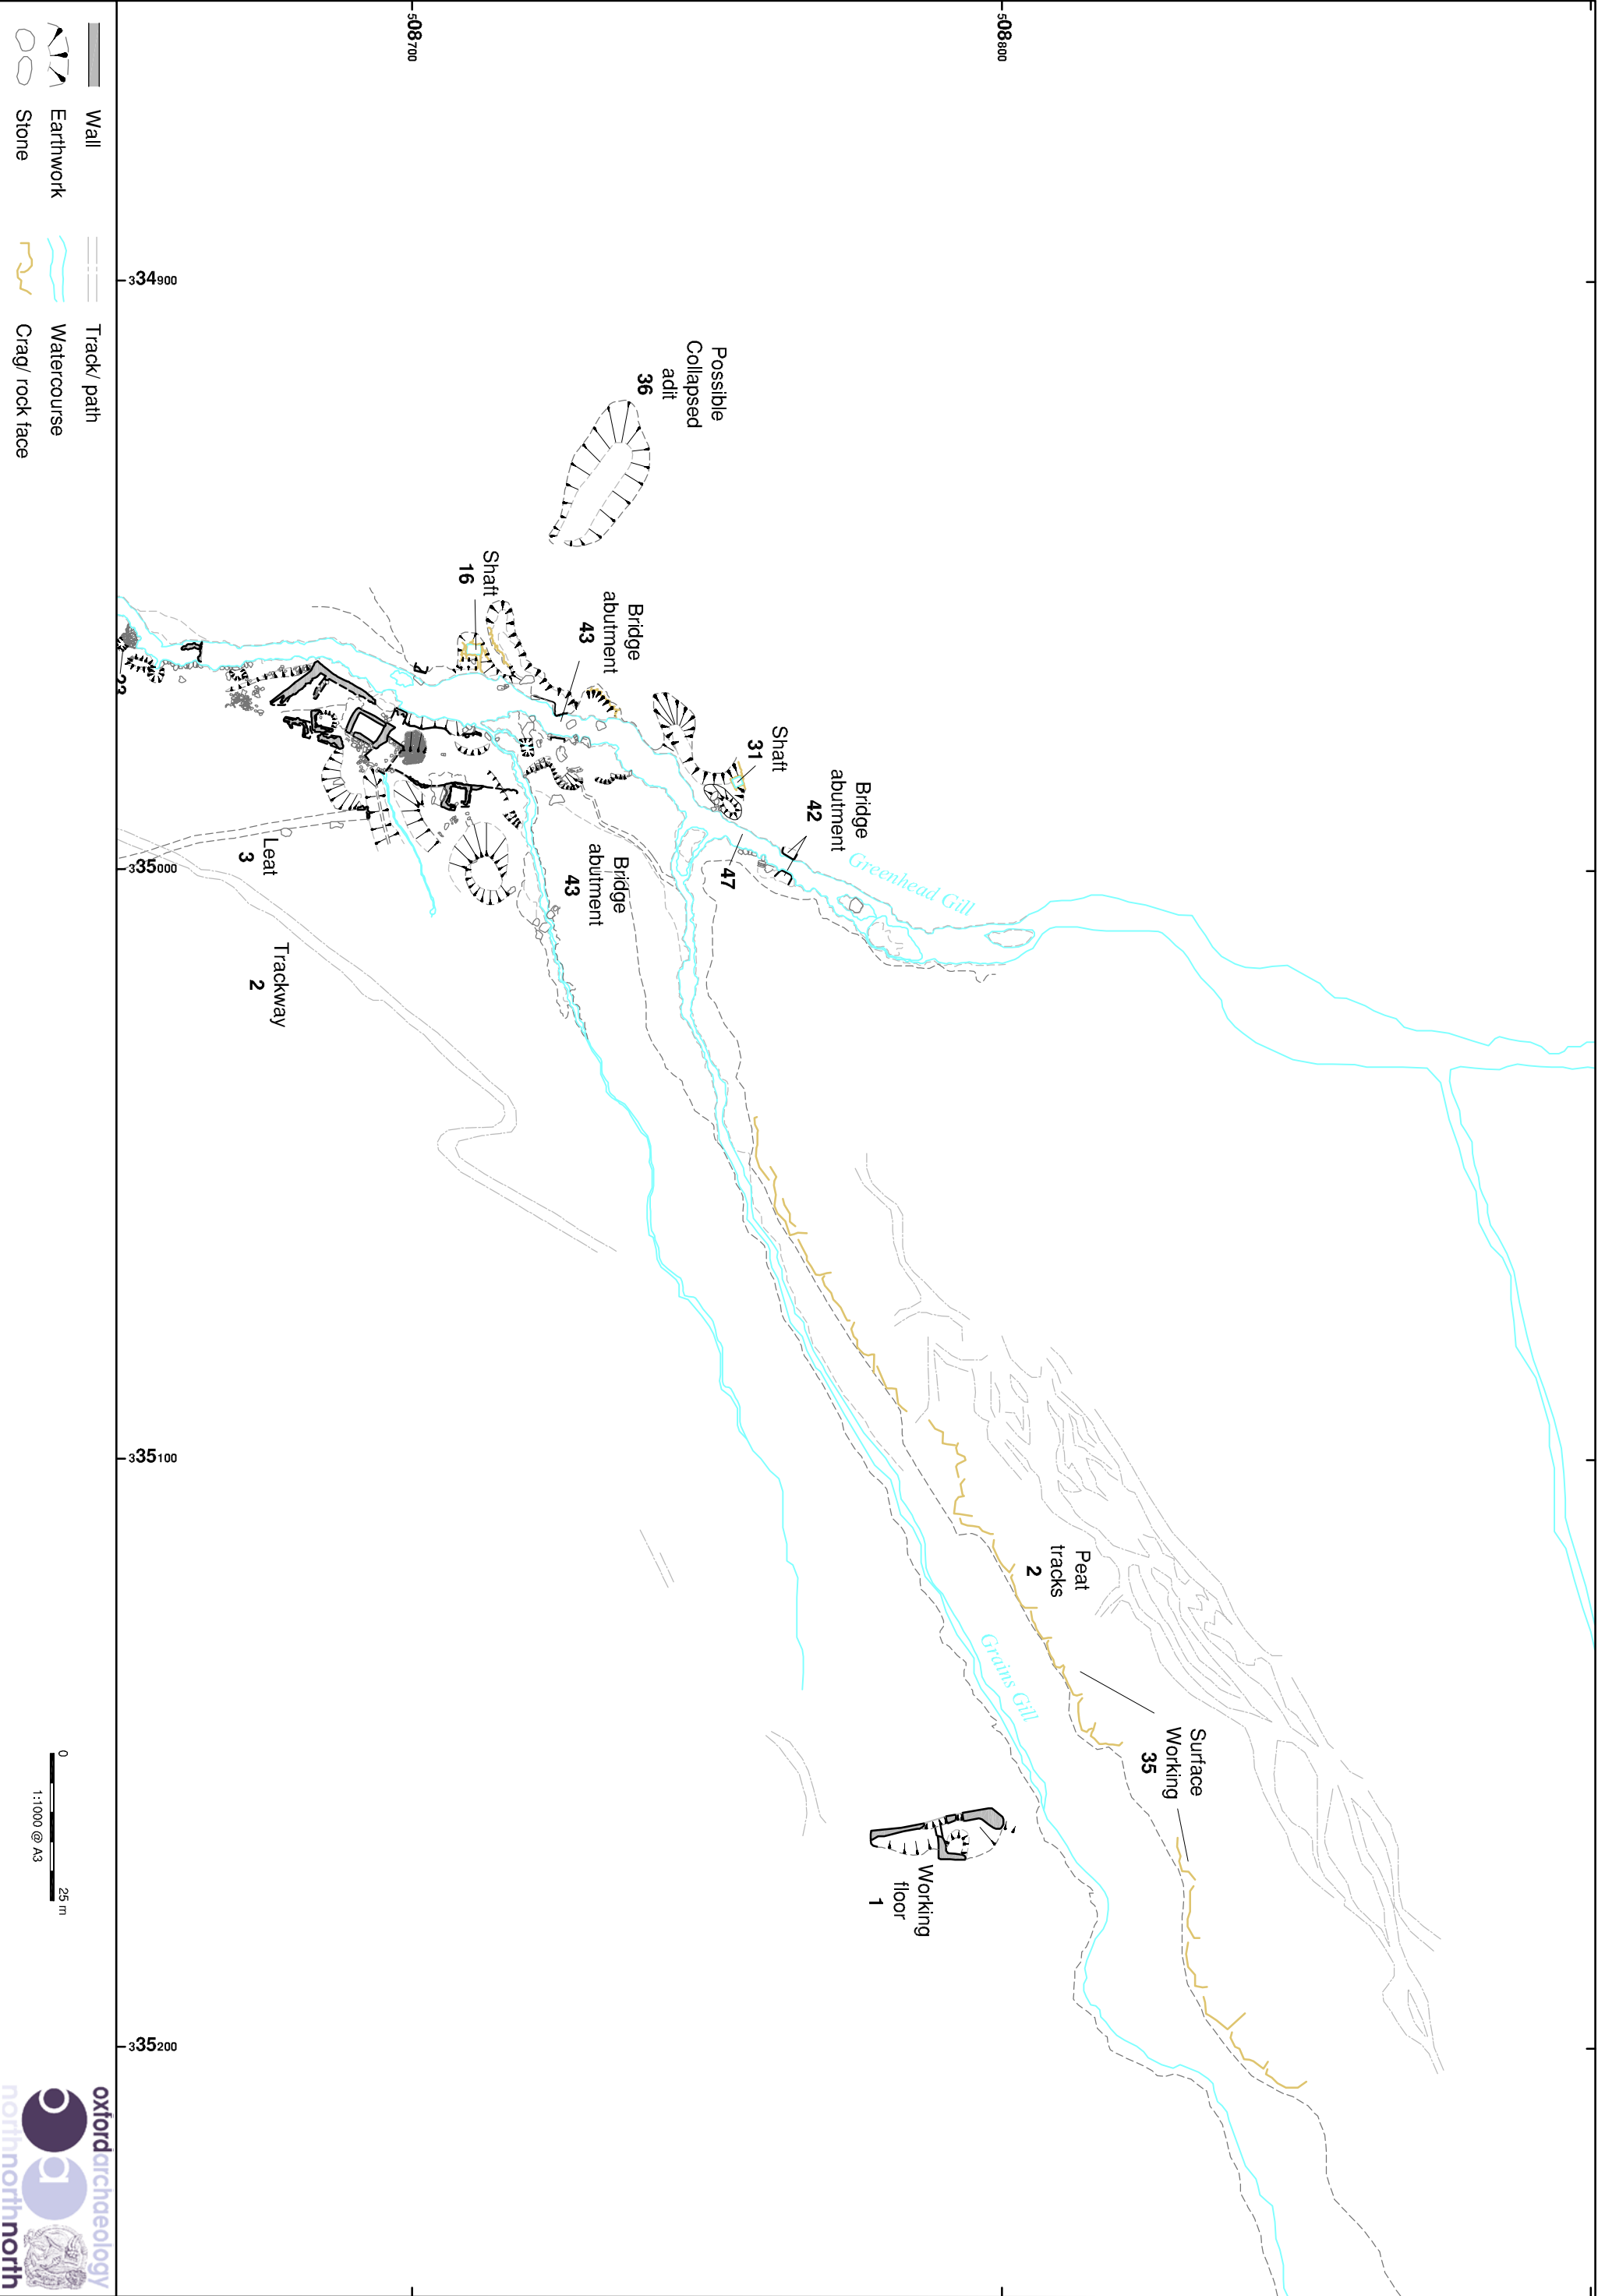 508700
508800
334900
335000
335100
335200
Possible
Collapsed
adit
36
Shaft
16
Bridge
abutment
43
Shaft
31
Bridge
abutment
42
47
Greenhead Gill
Bridge
abutment
43
Leat
3
Trackway
2
Peat
tracks
2
Grains Gill
Surface
Working
35
Working
floor
1
Wall
Earthwork
Stone
Track/ path
Watercourse
Crag/ rock face
0
25 m
1:1000 @ A3
oxfordarchaeology
northnorthnorth